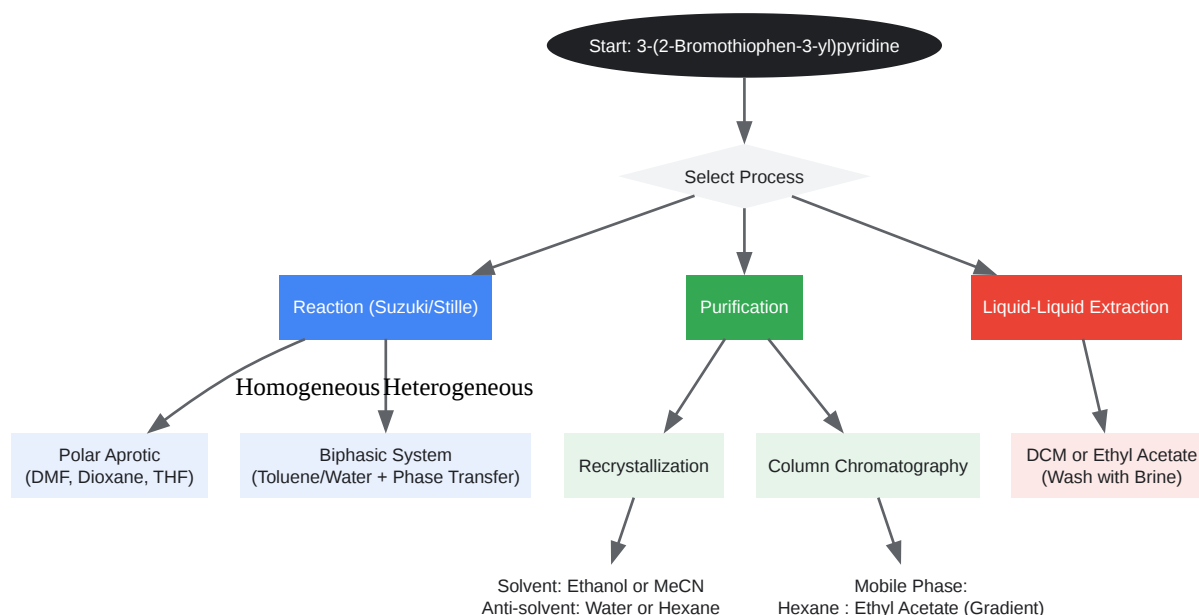 Start: 3-(2-Bromothiophen-3-yl)pyridine
Select Process
Reaction (Suzuki/Stille)
Purification
Liquid-Liquid Extraction
Homogeneous
Heterogeneous
Polar Aprotic
(DMF, Dioxane, THF)
Biphasic System
(Toluene/Water + Phase Transfer)
Recrystallization
Column Chromatography
DCM or Ethyl Acetate
(Wash with Brine)
Solvent: Ethanol or MeCN
Anti-solvent: Water or Hexane
Mobile Phase:
Hexane : Ethyl Acetate (Gradient)